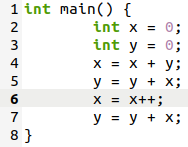 1 int main() {
2         int x = 0;
3         int y = 0;
4         x = x + y;
5         y = y + x;
6         x = x++;
7         y = y + x;
8 }